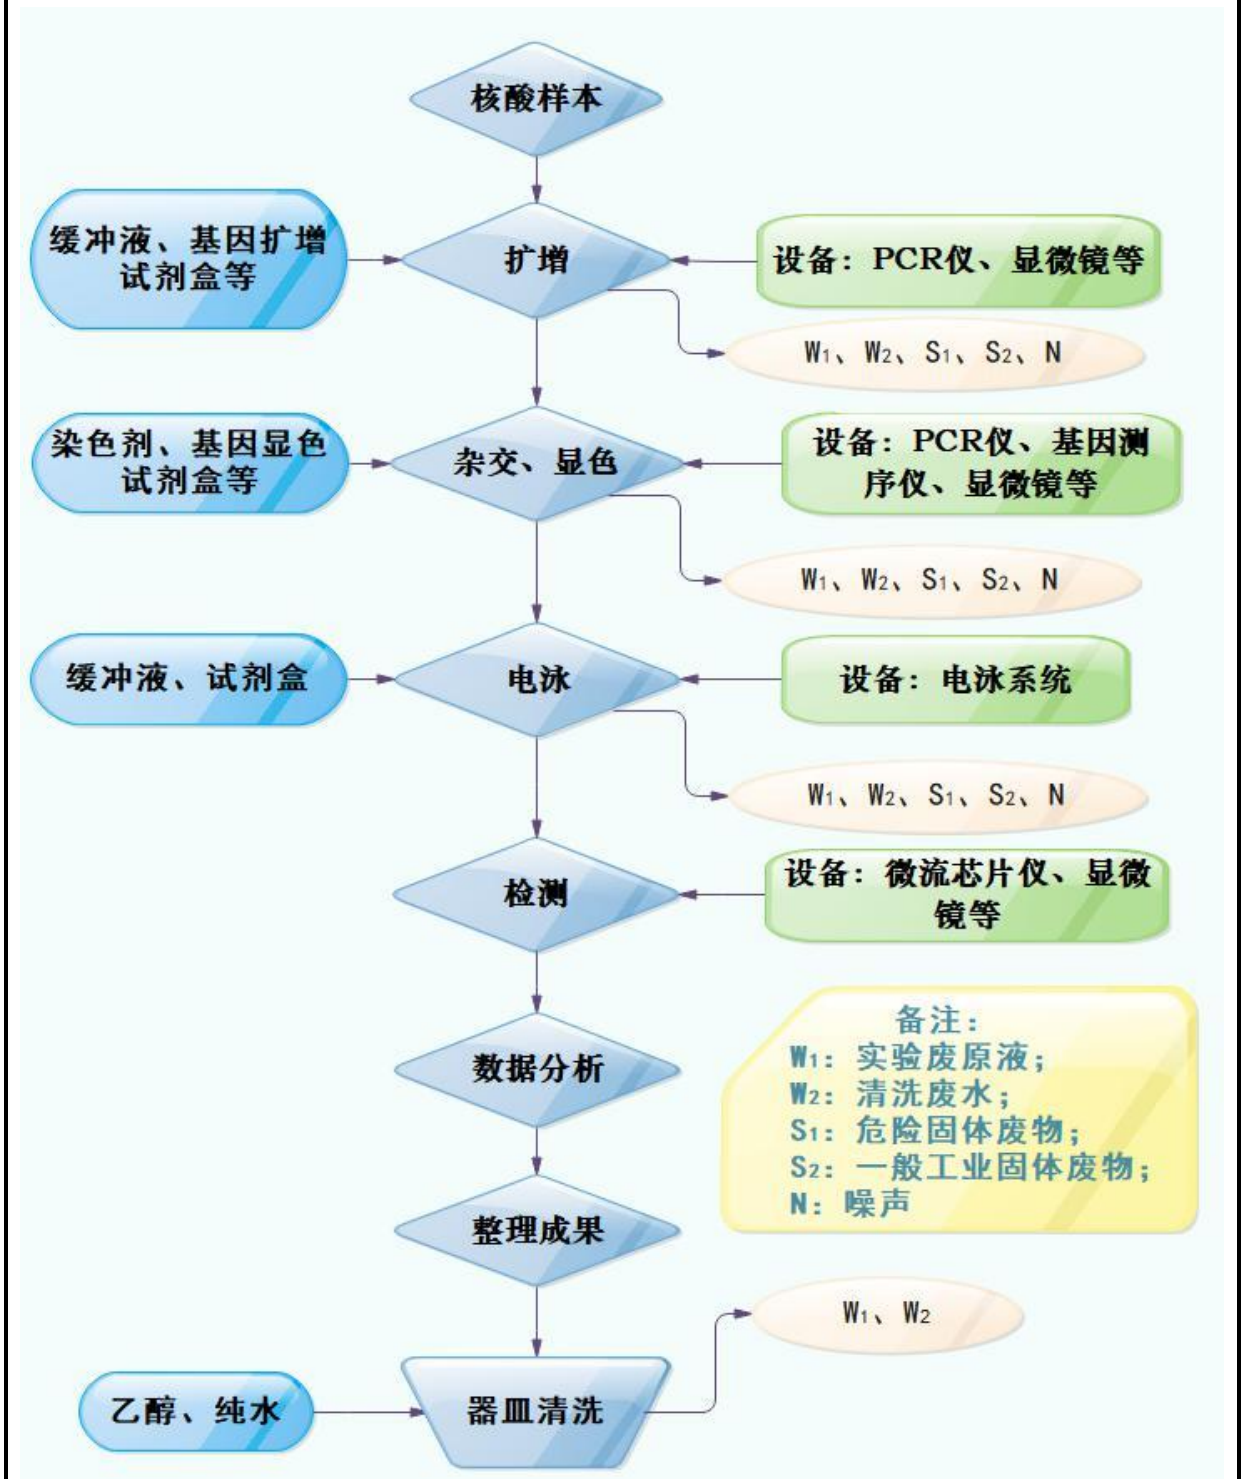 核酸样本
缓冲液、基因扩增
试剂盒等
扩增
设备：PCR仪、显微镜等
W₁、W₂、S₁、S₂、N
染色剂、基因显色
试剂盒等
杂交、显色
设备：PCR仪、基因测
序仪、显微镜等
W₁、W₂、S₁、S₂、N
缓冲液、试剂盒
电泳
设备：电泳系统
W₁、W₂、S₁、S₂、N
检测
设备：微流芯片仪、显微
镜等
数据分析
备注：
W₁：实验废原液；
W₂：清洗废水；
S₁：危险固体废物；
S₂：一般工业固体废物；
N：噪声
整理成果
W₁、W₂
乙醇、纯水
器皿清洗